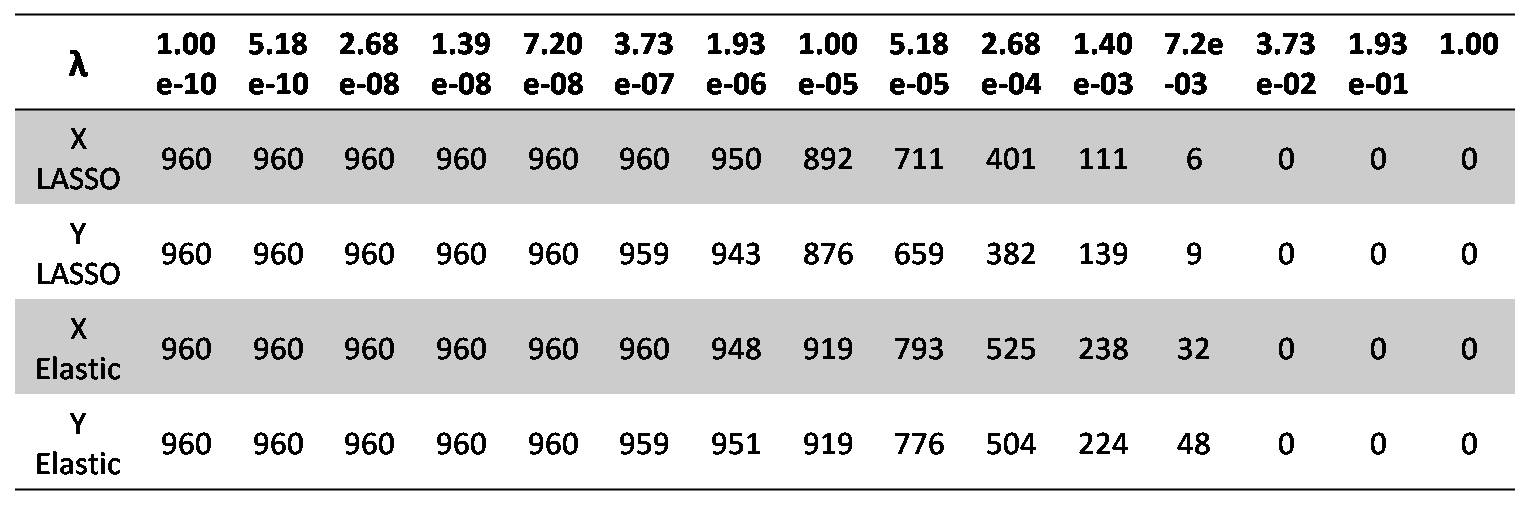 λ 1.00 5.18 2.68 1.39 7.20 3.73 1.93 1.00 5.18 2.68 1.40 7.2e 3.73 1.93 1.00
e-10 e-10 e-08 e-08 e-08 e-07 e-06 e-05 e-05 e-04 e-03 -03 e-02 e-01
X
LASSO 960 960 960 960 960 960 950 892 711 401 111 6 0 0 0
Y
LASSO 960 960 960 960 960 959 943 876 659 382 139 9 0 0 0
X
Elastic 960 960 960 960 960 960 948 919 793 525 238 32 0 0 0
Y
Elastic 960 960 960 960 960 959 951 919 776 504 224 48 0 0 0